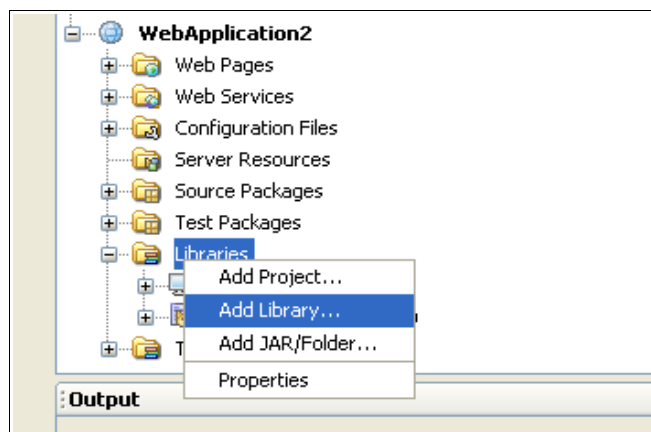 WebApplication2
Web Pages
Web Services
Configuration Files
Server Resources
Source Packages
Test Packages
Libraries
Add Project...
Add Library...
Add JAR/Folder...
Properties
Output